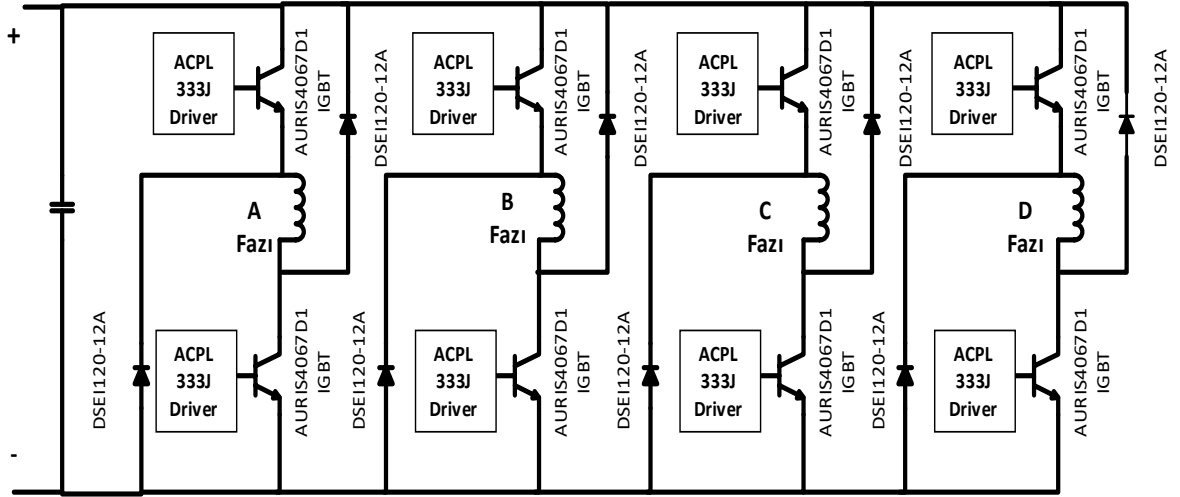 +
ACPL
333J
Driver
AURIS4067D1
IGBT
DSEI120-12A
ACPL
333J
Driver
AURIS4067D1
IGBT
DSEI120-12A
ACPL
333J
Driver
AURIS4067D1
IGBT
DSEI120-12A
ACPL
333J
Driver
AURIS4067D1
IGBT
DSEI120-12A
A
Fazı
B
Fazı
C
Fazı
D
Fazı
DSEI120-12A
ACPL
333J
Driver
AURIS4067D1
IGBT
DSEI120-12A
ACPL
333J
Driver
AURIS4067D1
IGBT
DSEI120-12A
ACPL
333J
Driver
AURIS4067D1
IGBT
DSEI120-12A
ACPL
333J
Driver
AURIS4067D1
IGBT
-